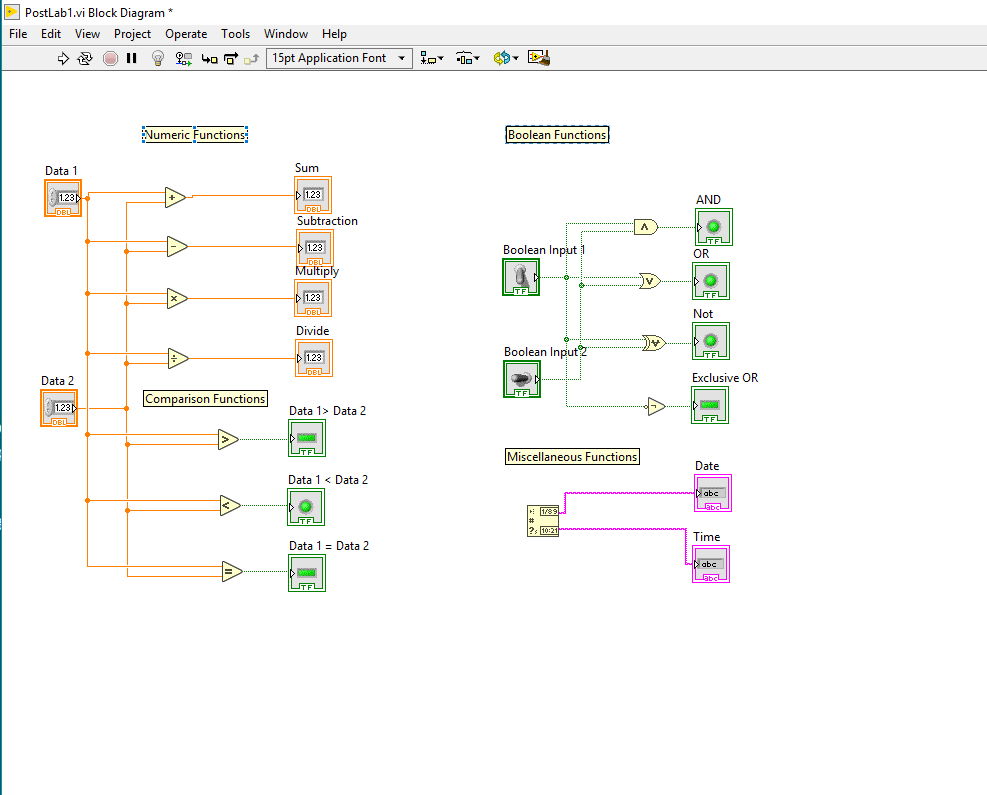 PostLab1.vi Block Diagram *
File Edit View Project Operate Tools Window Help
15pt Application Font
Numeric Functions
Data 1
1.23
DBL
+
Sum
1.23
DBL
−
Subtraction
1.23
DBL
×
Multiply
1.23
DBL
÷
Divide
1.23
DBL
Data 2
1.23
DBL
Comparison Functions
>
Data 1> Data 2
TF
<
Data 1 < Data 2
TF
=
Data 1 = Data 2
TF
Boolean Functions
Boolean Input 1
TF
Boolean Input 2
TF
AND
TF
OR
TF
Not
TF
Exclusive OR
TF
Miscellaneous Functions
1/89
#
10:21
Date
abc
abc
Time
abc
abc